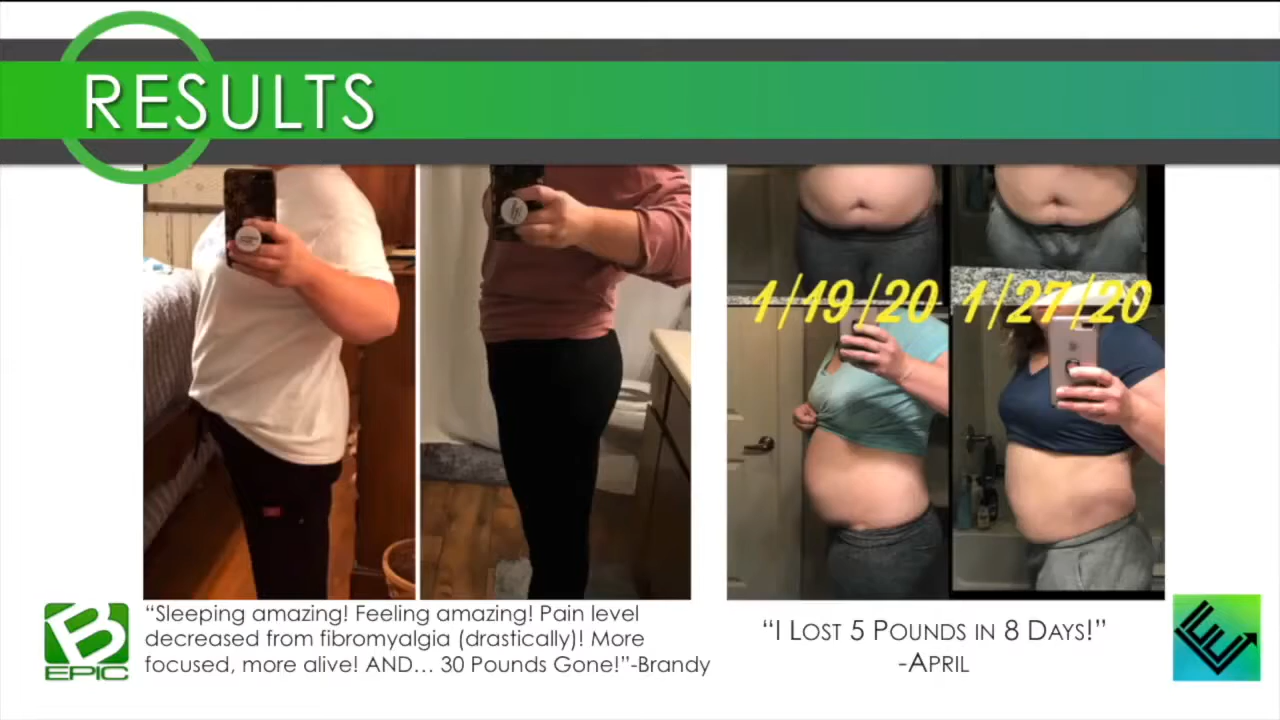 RESULTS
1/19/20 1/27/20
“Sleeping amazing! Feeling amazing! Pain level
decreased from fibromyalgia (drastically)! More
focused, more alive! AND... 30 Pounds Gone!”-Brandy
B
EPIC
“I LOST 5 POUNDS IN 8 DAYS!”
-APRIL